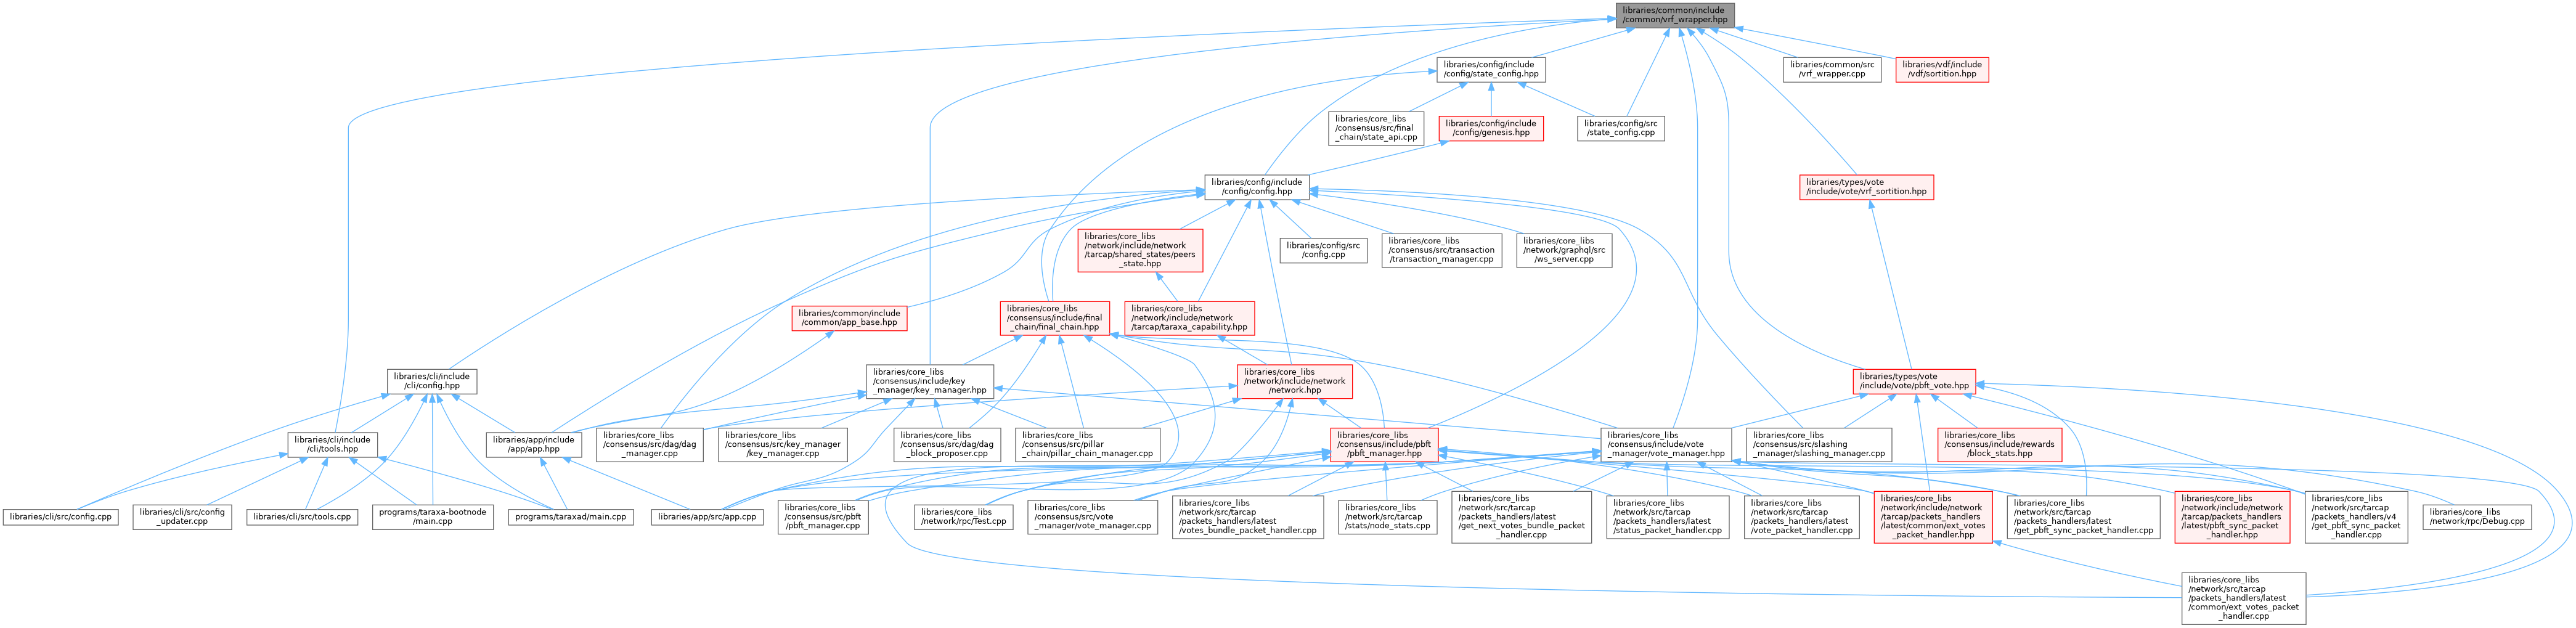 libraries/common/include
/common/vrf_wrapper.hpp
libraries/config/include
/config/state_config.hpp
libraries/common/src
/vrf_wrapper.cpp
libraries/vdf/include
/vdf/sortition.hpp
libraries/core_libs
/consensus/src/final
_chain/state_api.cpp
libraries/config/include
/config/genesis.hpp
libraries/config/src
/state_config.cpp
libraries/config/include
/config/config.hpp
libraries/types/vote
/include/vote/vrf_sortition.hpp
libraries/core_libs
/network/include/network
/tarcap/shared_states/peers
_state.hpp
libraries/config/src
/config.cpp
libraries/core_libs
/consensus/src/transaction
/transaction_manager.cpp
libraries/core_libs
/network/graphql/src
/ws_server.cpp
libraries/common/include
/common/app_base.hpp
libraries/core_libs
/consensus/include/final
_chain/final_chain.hpp
libraries/core_libs
/network/include/network
/tarcap/taraxa_capability.hpp
libraries/cli/include
/cli/config.hpp
libraries/core_libs
/consensus/include/key
_manager/key_manager.hpp
libraries/core_libs
/network/include/network
/network.hpp
libraries/types/vote
/include/vote/pbft_vote.hpp
libraries/cli/include
/cli/tools.hpp
libraries/app/include
/app/app.hpp
libraries/core_libs
/consensus/src/dag/dag
_manager.cpp
libraries/core_libs
/consensus/src/key_manager
/key_manager.cpp
libraries/core_libs
/consensus/src/dag/dag
_block_proposer.cpp
libraries/core_libs
/consensus/src/pillar
_chain/pillar_chain_manager.cpp
libraries/core_libs
/consensus/include/pbft
/pbft_manager.hpp
libraries/core_libs
/consensus/include/vote
_manager/vote_manager.hpp
libraries/core_libs
/consensus/src/slashing
_manager/slashing_manager.cpp
libraries/core_libs
/consensus/include/rewards
/block_stats.hpp
libraries/cli/src/config.cpp
libraries/cli/src/config
_updater.cpp
libraries/cli/src/tools.cpp
programs/taraxa-bootnode
/main.cpp
programs/taraxad/main.cpp
libraries/app/src/app.cpp
libraries/core_libs
/consensus/src/pbft
/pbft_manager.cpp
libraries/core_libs
/network/rpc/Test.cpp
libraries/core_libs
/consensus/src/vote
_manager/vote_manager.cpp
libraries/core_libs
/network/src/tarcap
/packets_handlers/latest
/votes_bundle_packet_handler.cpp
libraries/core_libs
/network/src/tarcap
/stats/node_stats.cpp
libraries/core_libs
/network/src/tarcap
/packets_handlers/latest
/get_next_votes_bundle_packet
_handler.cpp
libraries/core_libs
/network/src/tarcap
/packets_handlers/latest
/status_packet_handler.cpp
libraries/core_libs
/network/src/tarcap
/packets_handlers/latest
/vote_packet_handler.cpp
libraries/core_libs
/network/include/network
/tarcap/packets_handlers
/latest/common/ext_votes
_packet_handler.hpp
libraries/core_libs
/network/src/tarcap
/packets_handlers/latest
/get_pbft_sync_packet_handler.cpp
libraries/core_libs
/network/include/network
/tarcap/packets_handlers
/latest/pbft_sync_packet
_handler.hpp
libraries/core_libs
/network/src/tarcap
/packets_handlers/v4
/get_pbft_sync_packet
_handler.cpp
libraries/core_libs
/network/rpc/Debug.cpp
libraries/core_libs
/network/src/tarcap
/packets_handlers/latest
/common/ext_votes_packet
_handler.cpp